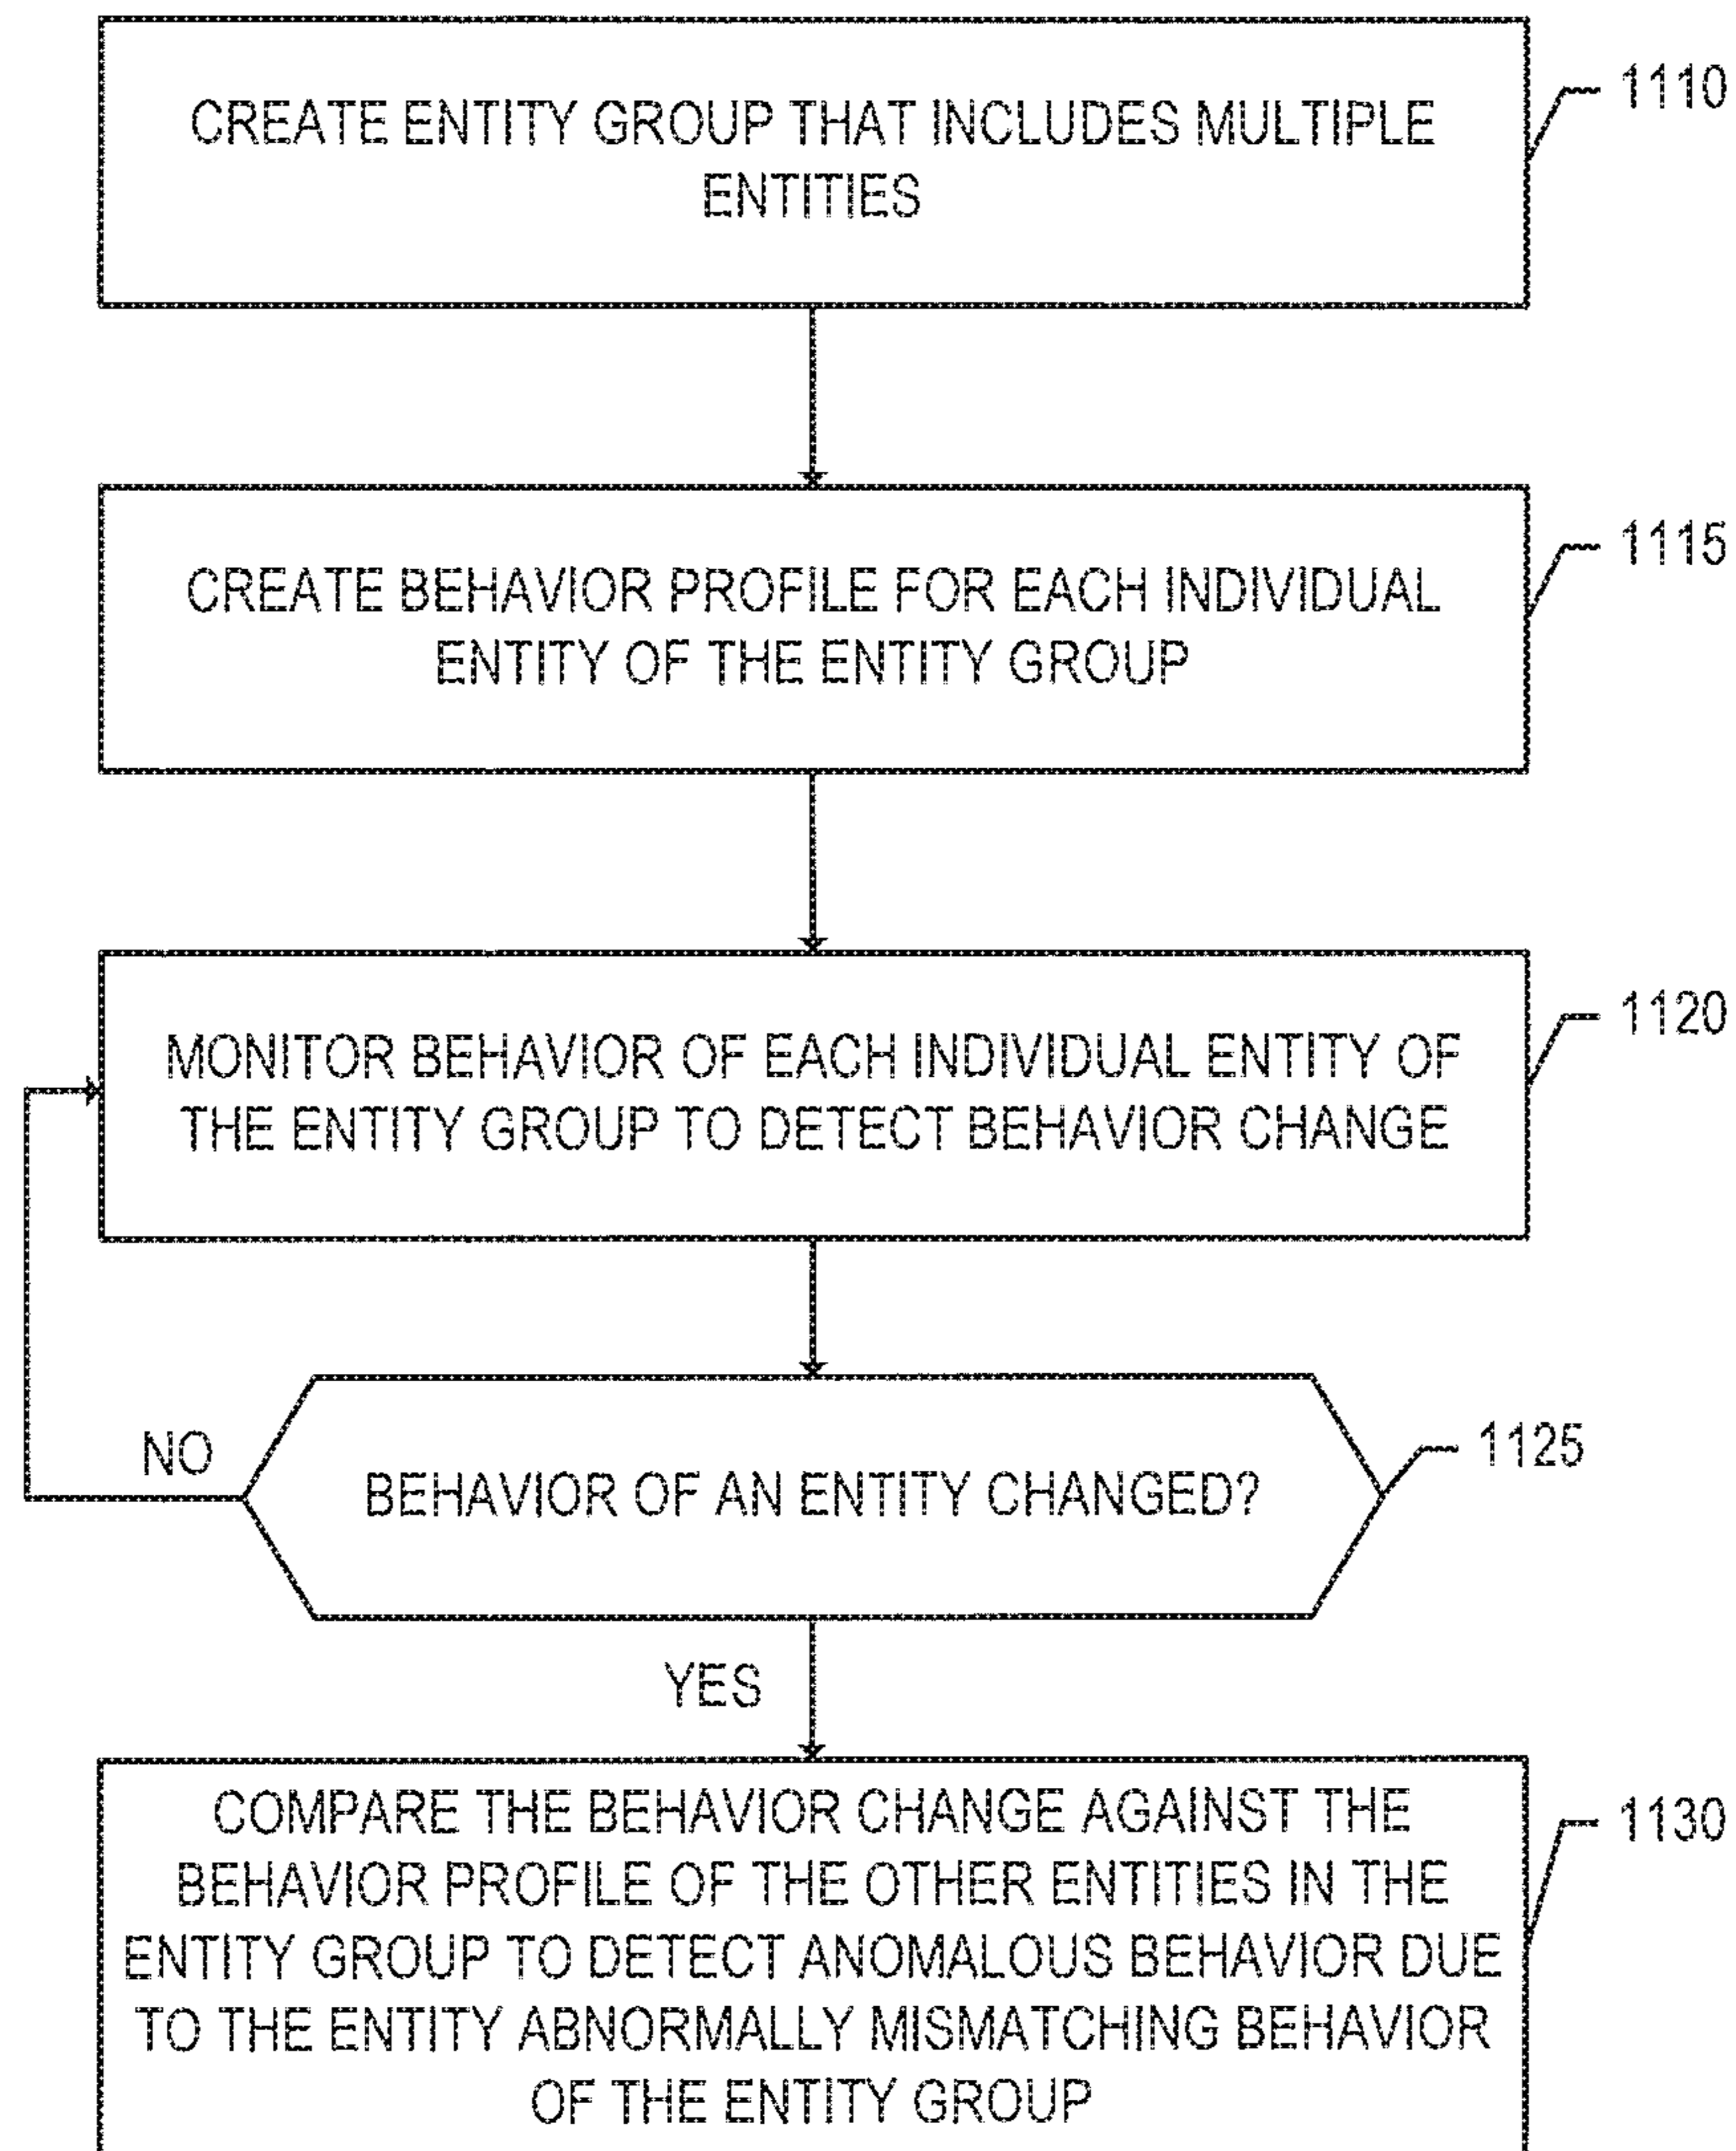 CREATE ENTITY GROUP THAT INCLUDES MULTIPLE
ENTITIES
1110
CREATE BEHAVIOR PROFILE FOR EACH INDIVIDUAL
ENTITY OF THE ENTITY GROUP
1115
MONITOR BEHAVIOR OF EACH INDIVIDUAL ENTITY OF
THE ENTITY GROUP TO DETECT BEHAVIOR CHANGE
1120
BEHAVIOR OF AN ENTITY CHANGED?
1125
NO
YES
COMPARE THE BEHAVIOR CHANGE AGAINST THE
BEHAVIOR PROFILE OF THE OTHER ENTITIES IN THE
ENTITY GROUP TO DETECT ANOMALOUS BEHAVIOR DUE
TO THE ENTITY ABNORMALLY MISMATCHING BEHAVIOR
OF THE ENTITY GROUP
1130